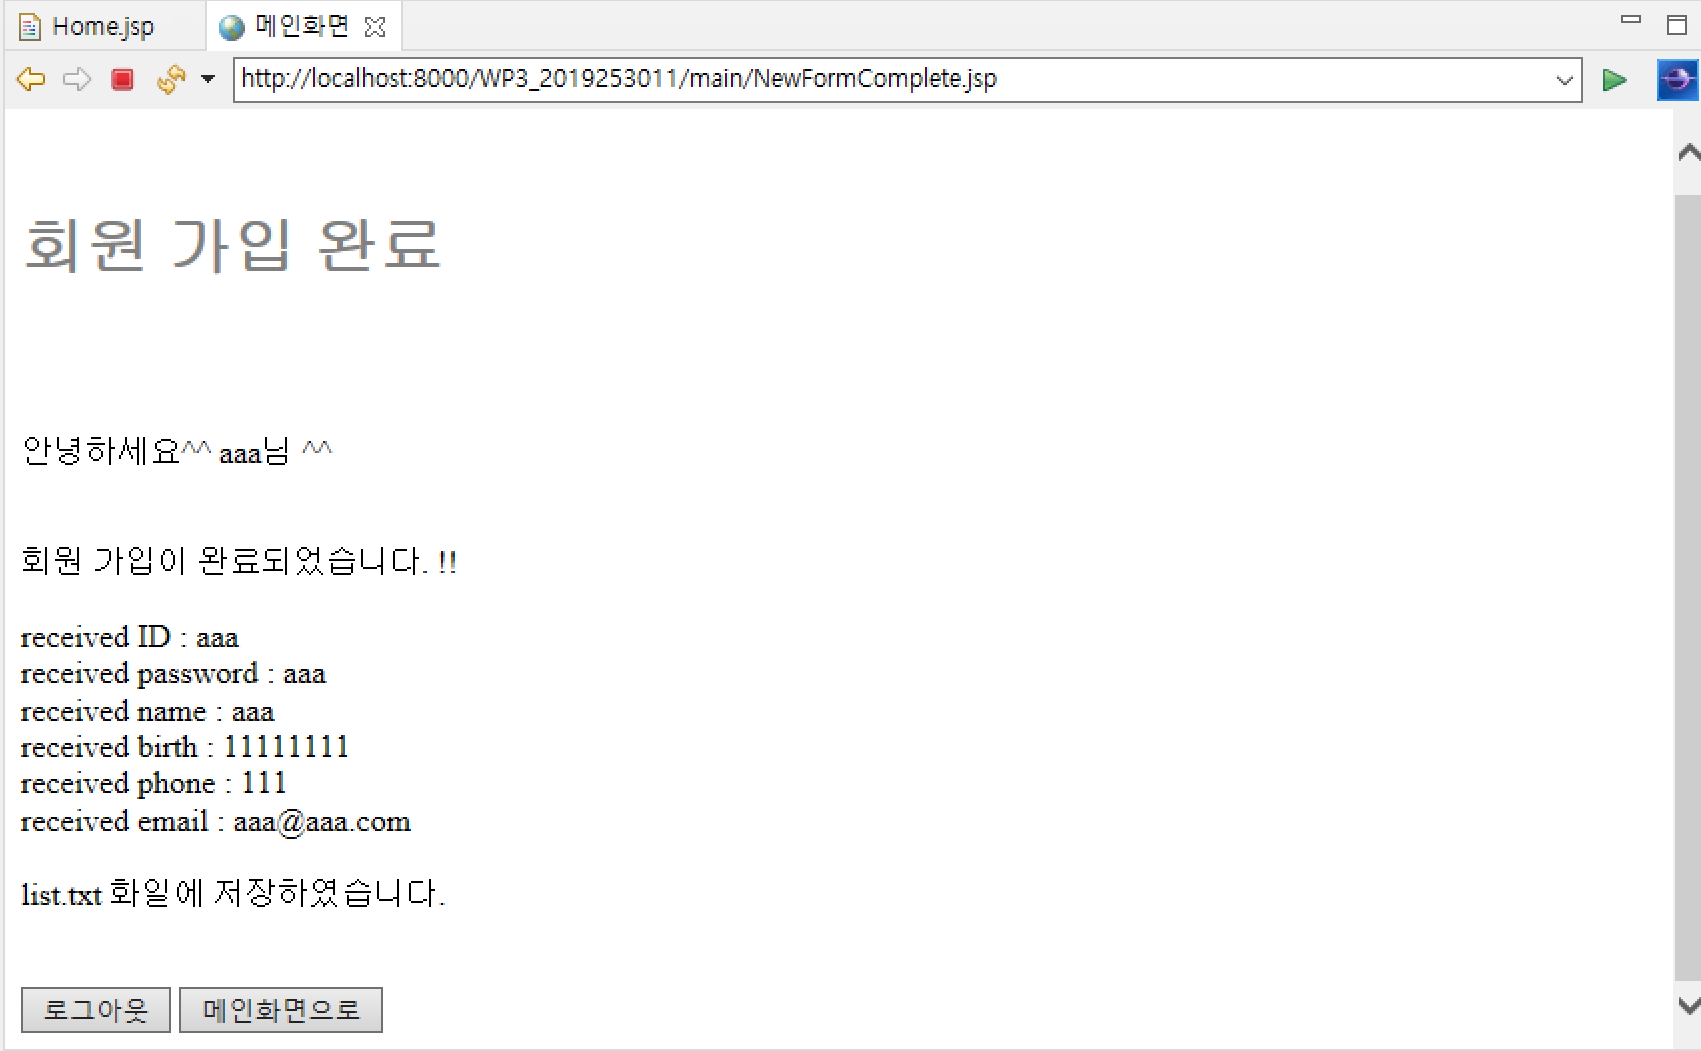 Home.jsp 메인화면
http://localhost:8000/WP3_2019253011/main/NewFormComplete.jsp
회원 가입 완료
안녕하세요^^ aaa님 ^^
회원 가입이 완료되었습니다. !!
received ID : aaa
received password : aaa
received name : aaa
received birth : 11111111
received phone : 111
received email : aaa@aaa.com
list.txt 화일에 저장하였습니다.
로그아웃 메인화면으로